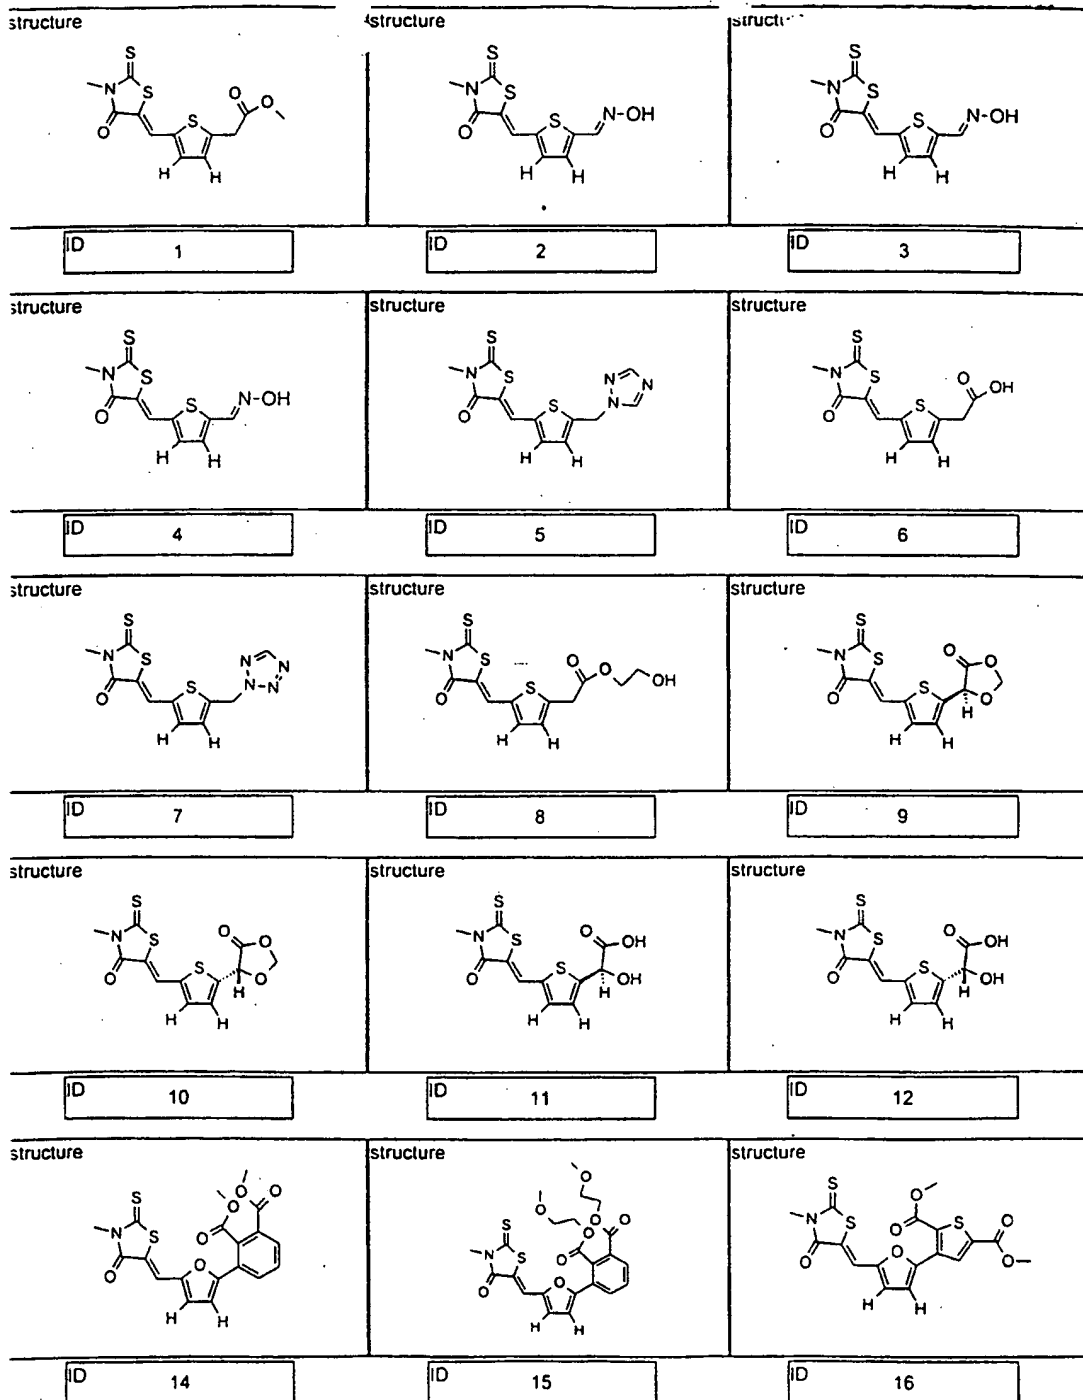 structure
structure
structu
ID 1
ID 2
ID 3
structure
structure
structure
ID 4
ID 5
ID 6
structure
structure
structure
ID 7
ID 8
ID 9
structure
structure
structure
ID 10
ID 11
ID 12
structure
structure
structure
ID 14
ID 15
ID 16